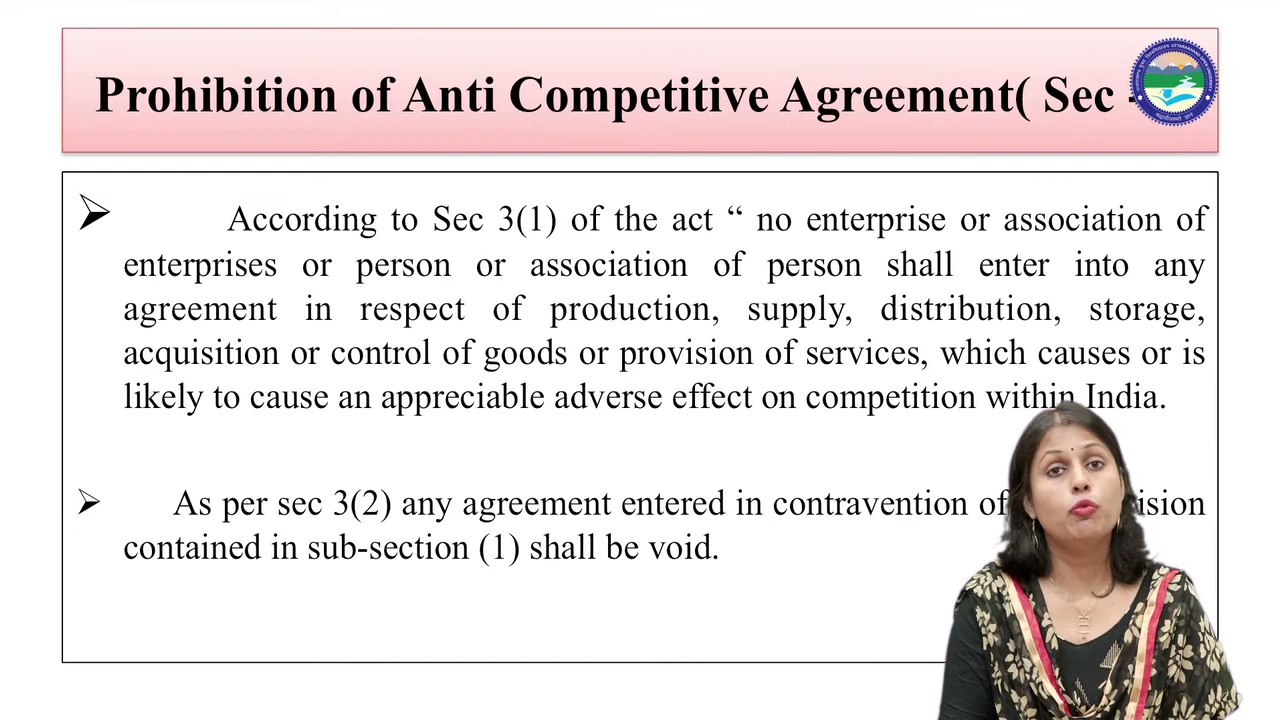 Prohibition of Anti Competitive Agreement( Sec -
➢ According to Sec 3(1) of the act “ no enterprise or association of
enterprises or person or association of person shall enter into any
agreement in respect of production, supply, distribution, storage,
acquisition or control of goods or provision of services, which causes or is
likely to cause an appreciable adverse effect on competition within India.
➢ As per sec 3(2) any agreement entered in contravention of
contained in sub-section (1) shall be void.